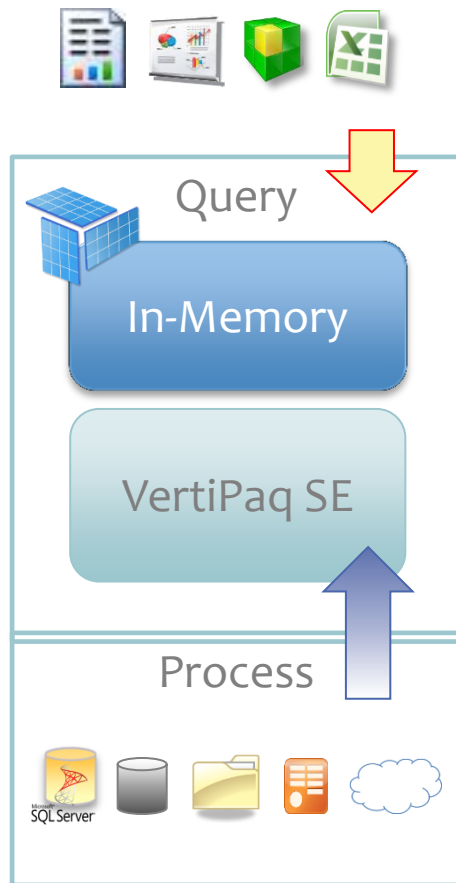 Query
In-Memory
VertiPaq SE
Process
Microsoft
SQL Server